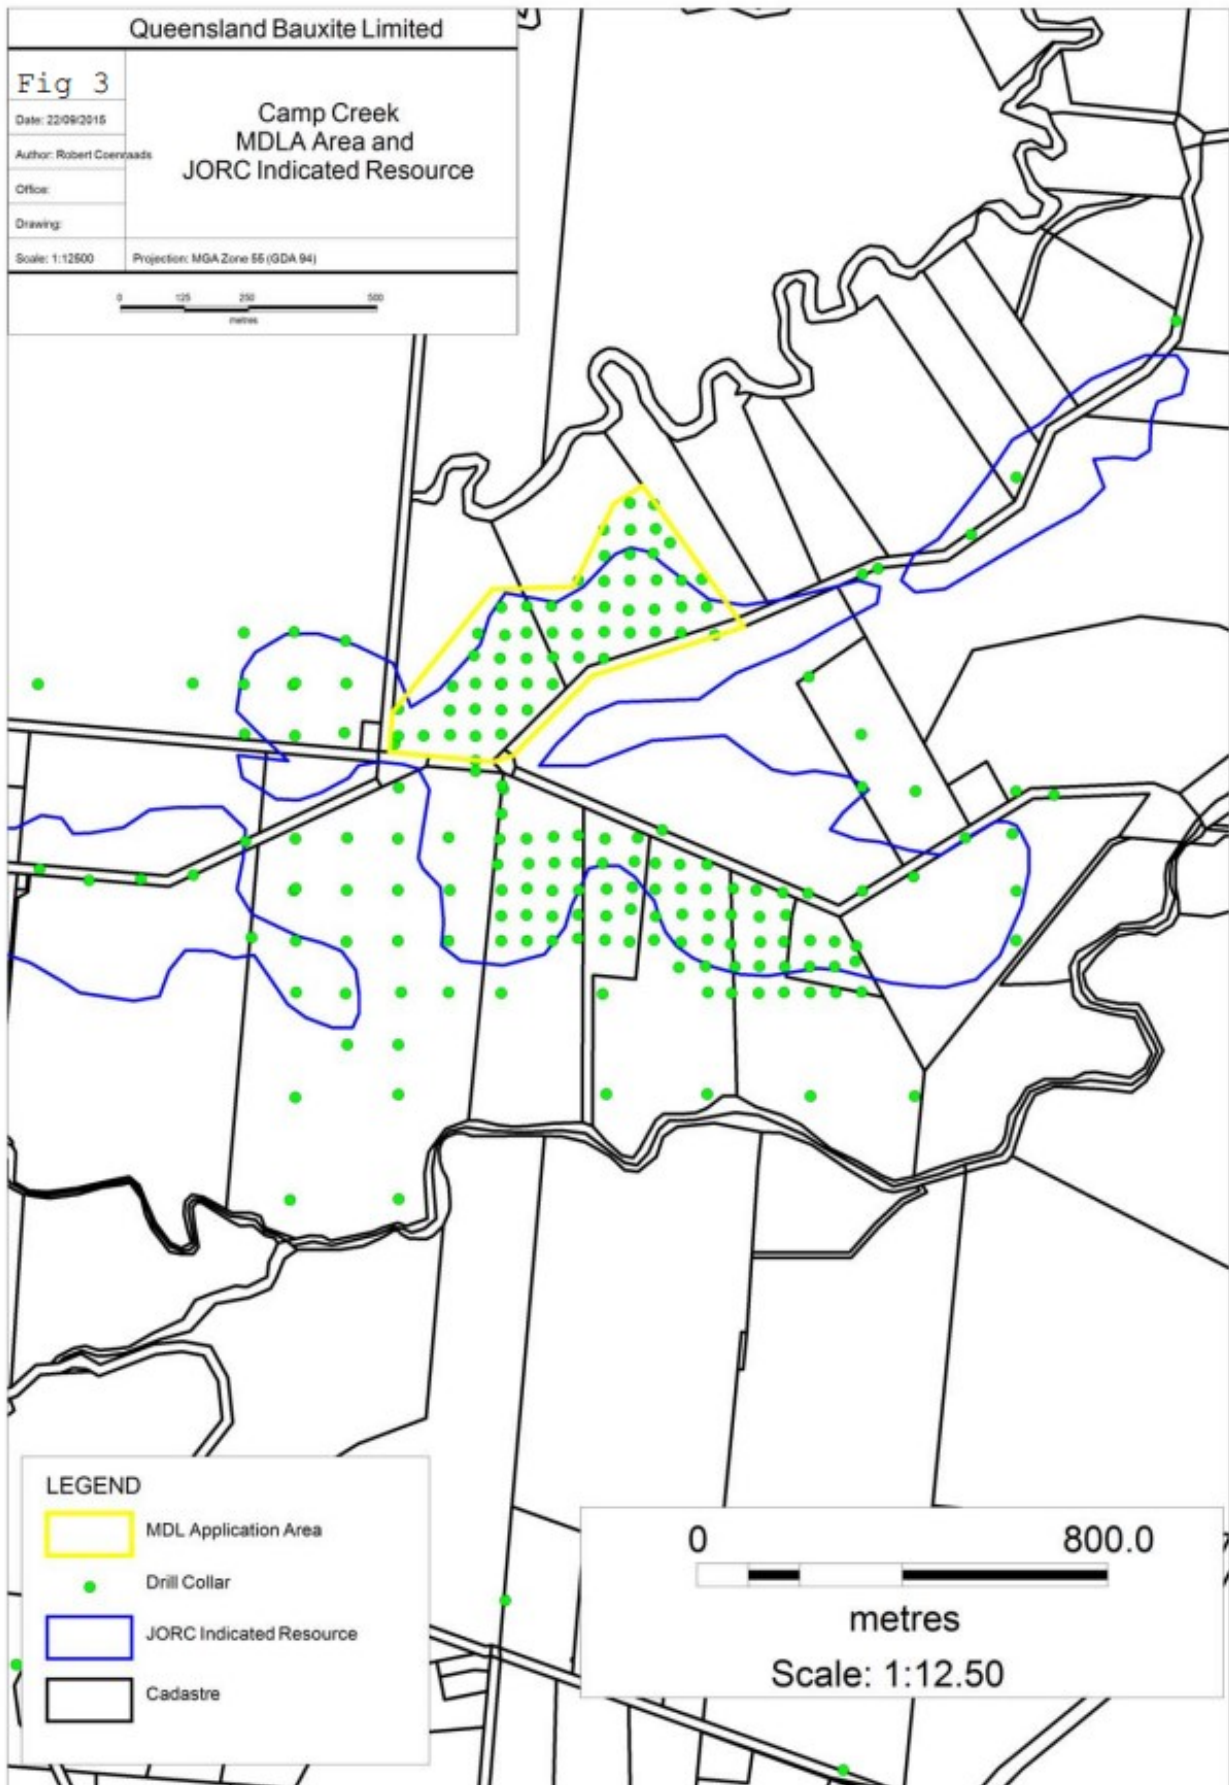 Queensland Bauxite Limited
Fig 3
Date: 22/09/2015
Author: Robert Coenraads
Office:
Drawing:
Scale: 1:12500
Camp Creek
MDLA Area and
JORC Indicated Resource
Projection: MGA Zone 55 (GDA 94)
0 125 250 500
metres
LEGEND
MDL Application Area
Drill Collar
JORC Indicated Resource
Cadastre
0 800.0
metres
Scale: 1:12.50